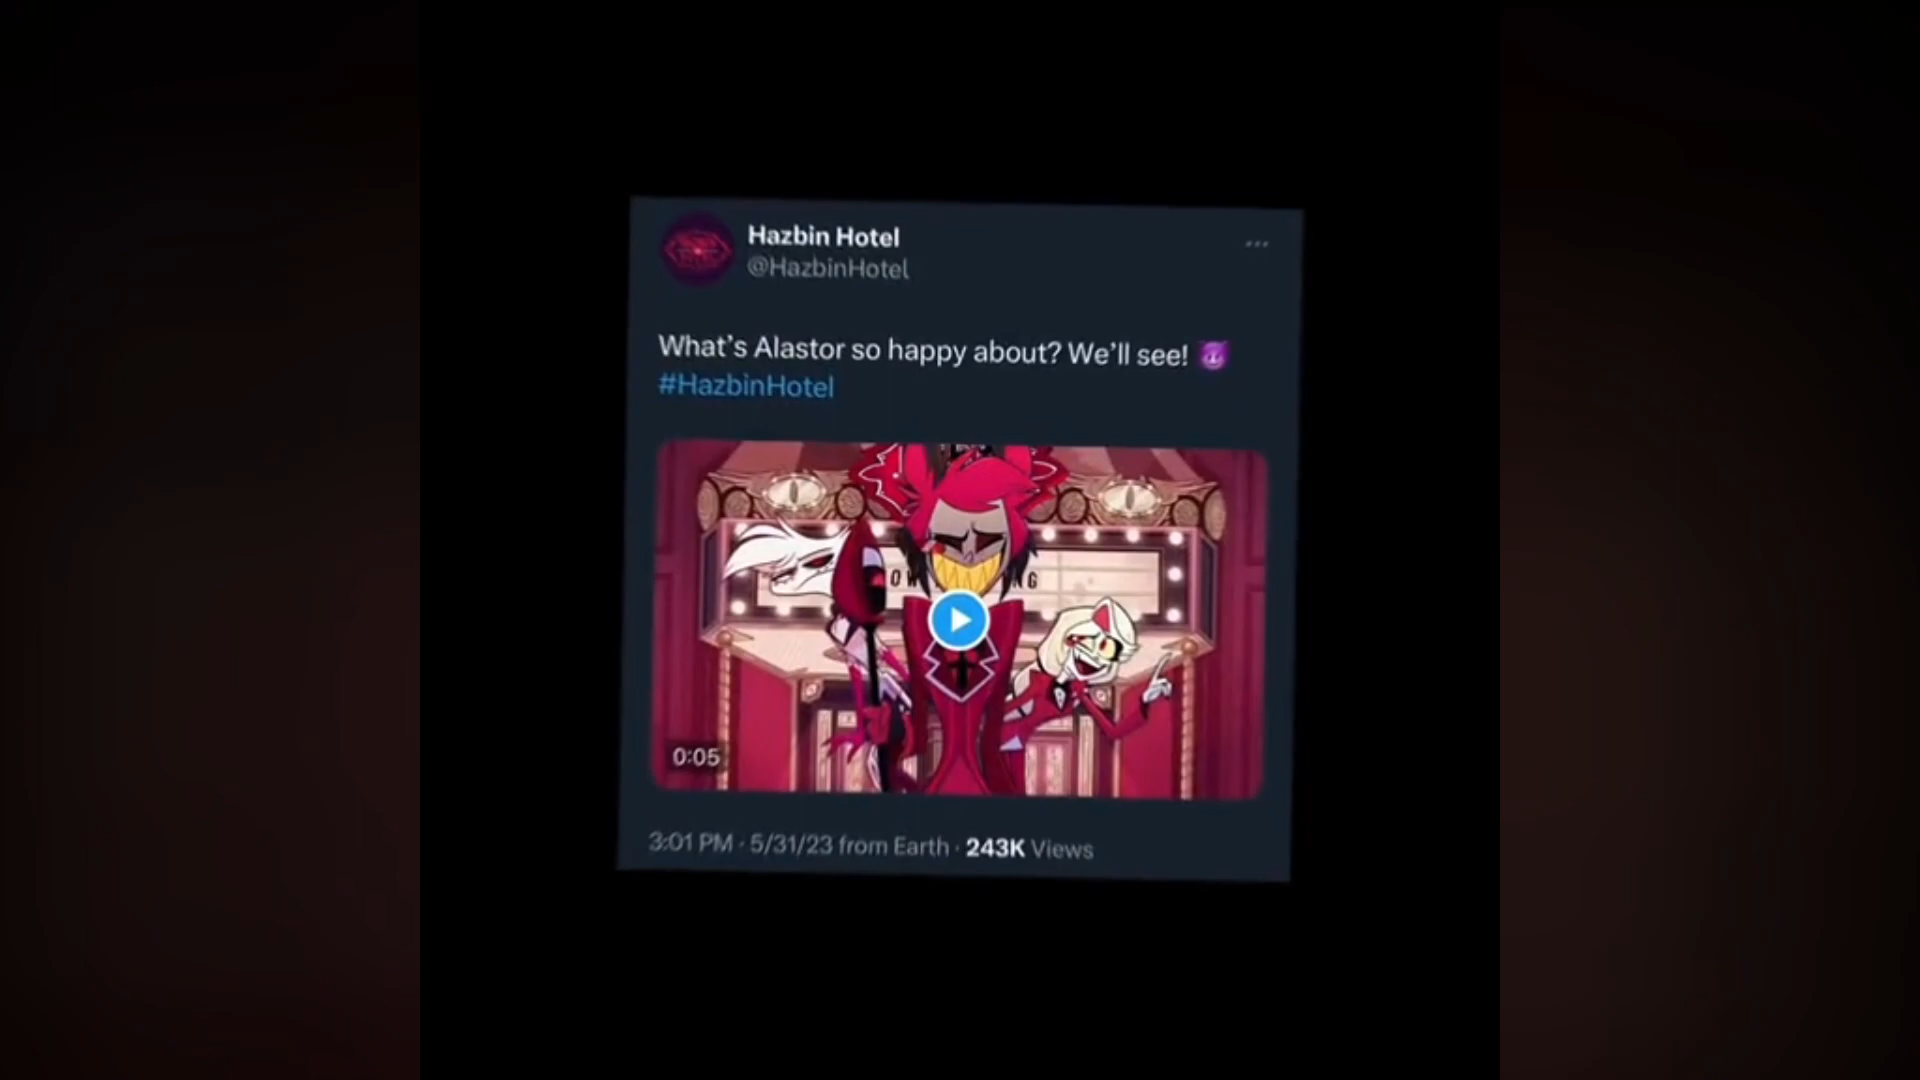 Hazbin Hotel
@HazbinHotel
What's Alastor so happy about? We'll see! 😈
#HazbinHotel
0:05
3:01 PM · 5/31/23 from Earth · 243K Views